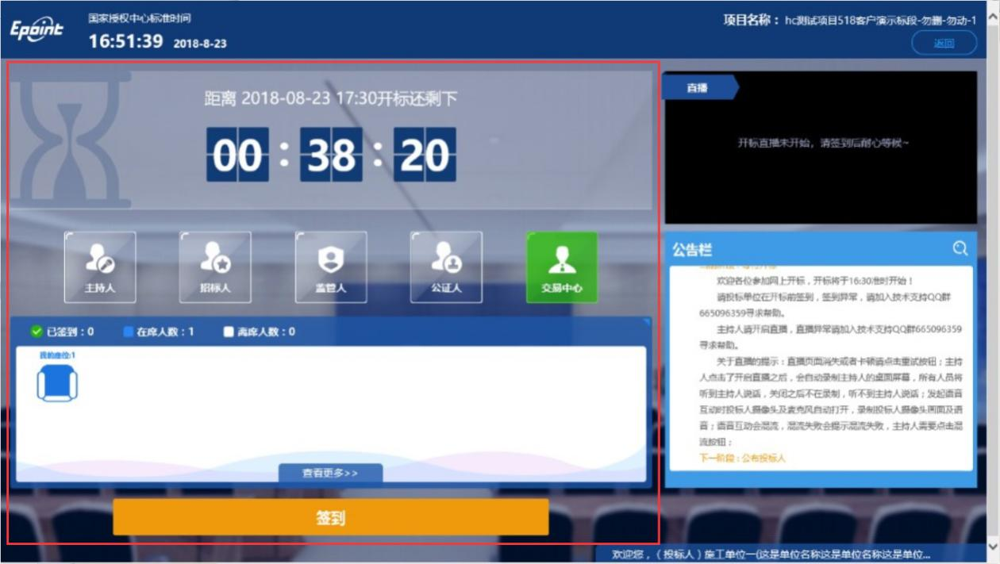 Epoint
国家授权中心标准时间
16:51:39 2018-8-23
项目名称：hc测试项目518客户演示标段-勿删-勿动-1
返回
距离 2018-08-23 17:30开标还剩下
00 : 38 : 20
主持人
招标人
监管人
公证人
交易中心
已签到：0 在席人数：1 离席人数：0
我的座位:1
查看更多>>
签到
直播
开标直播未开始，请签到后耐心等候~
公告栏
欢迎各位参加网上开标，开标将于16:30准时开始！
请投标单位在开标前签到，签到异常，请加入技术支持QQ群
665096359寻求帮助。
主持人请开启直播，直播异常请加入技术支持QQ群665096359
寻求帮助。
关于直播的提示：直播页面消失或者卡顿请点击重试按钮；主持
人点击了开启直播之后，会自动录制主持人的桌面屏幕，所有人员将
听到主持人说话，关闭之后不在录制，听不到主持人说话；发起语音
互动时投标人摄像头及麦克风自动打开，录制投标人摄像头画面及语
音；语音互动会混流，混流失败会提示混流失败，主持人需要点击混
流按钮；
下一阶段：公布投标人
欢迎您，（投标人）施工单位一(这是单位名称这是单位名称这是单位...